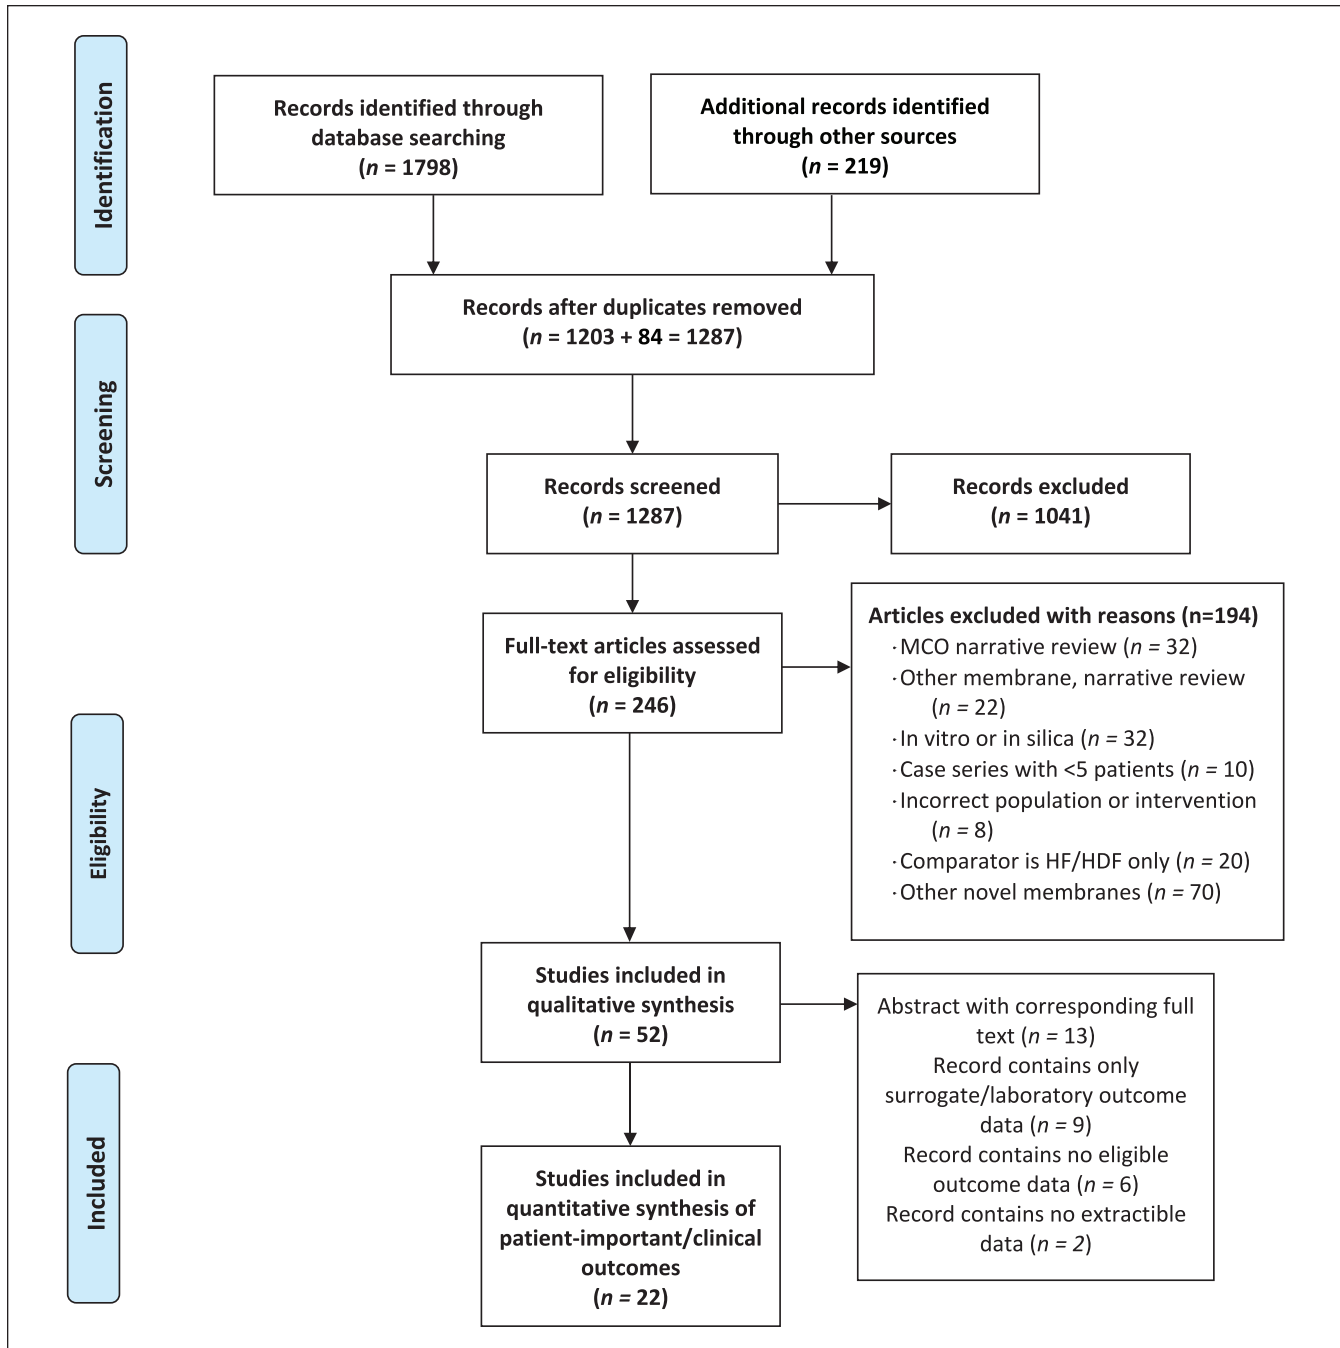 Identification
Records identified through
database searching
(n = 1798)
Additional records identified
through other sources
(n = 219)
Records after duplicates removed
(n = 1203 + 84 = 1287)
Screening
Records screened
(n = 1287)
Records excluded
(n = 1041)
Full-text articles assessed
for eligibility
(n = 246)
Articles excluded with reasons (n=194)
·MCO narrative review (n = 32)
·Other membrane, narrative review
(n = 22)
·In vitro or in silica (n = 32)
·Case series with <5 patients (n = 10)
·Incorrect population or intervention
(n = 8)
·Comparator is HF/HDF only (n = 20)
·Other novel membranes (n = 70)
Eligibility
Studies included in
qualitative synthesis
(n = 52)
Abstract with corresponding full
text (n = 13)
Record contains only
surrogate/laboratory outcome
data (n = 9)
Record contains no eligible
outcome data (n = 6)
Record contains no extractible
data (n = 2)
Included
Studies included in
quantitative synthesis of
patient-important/clinical
outcomes
(n = 22)